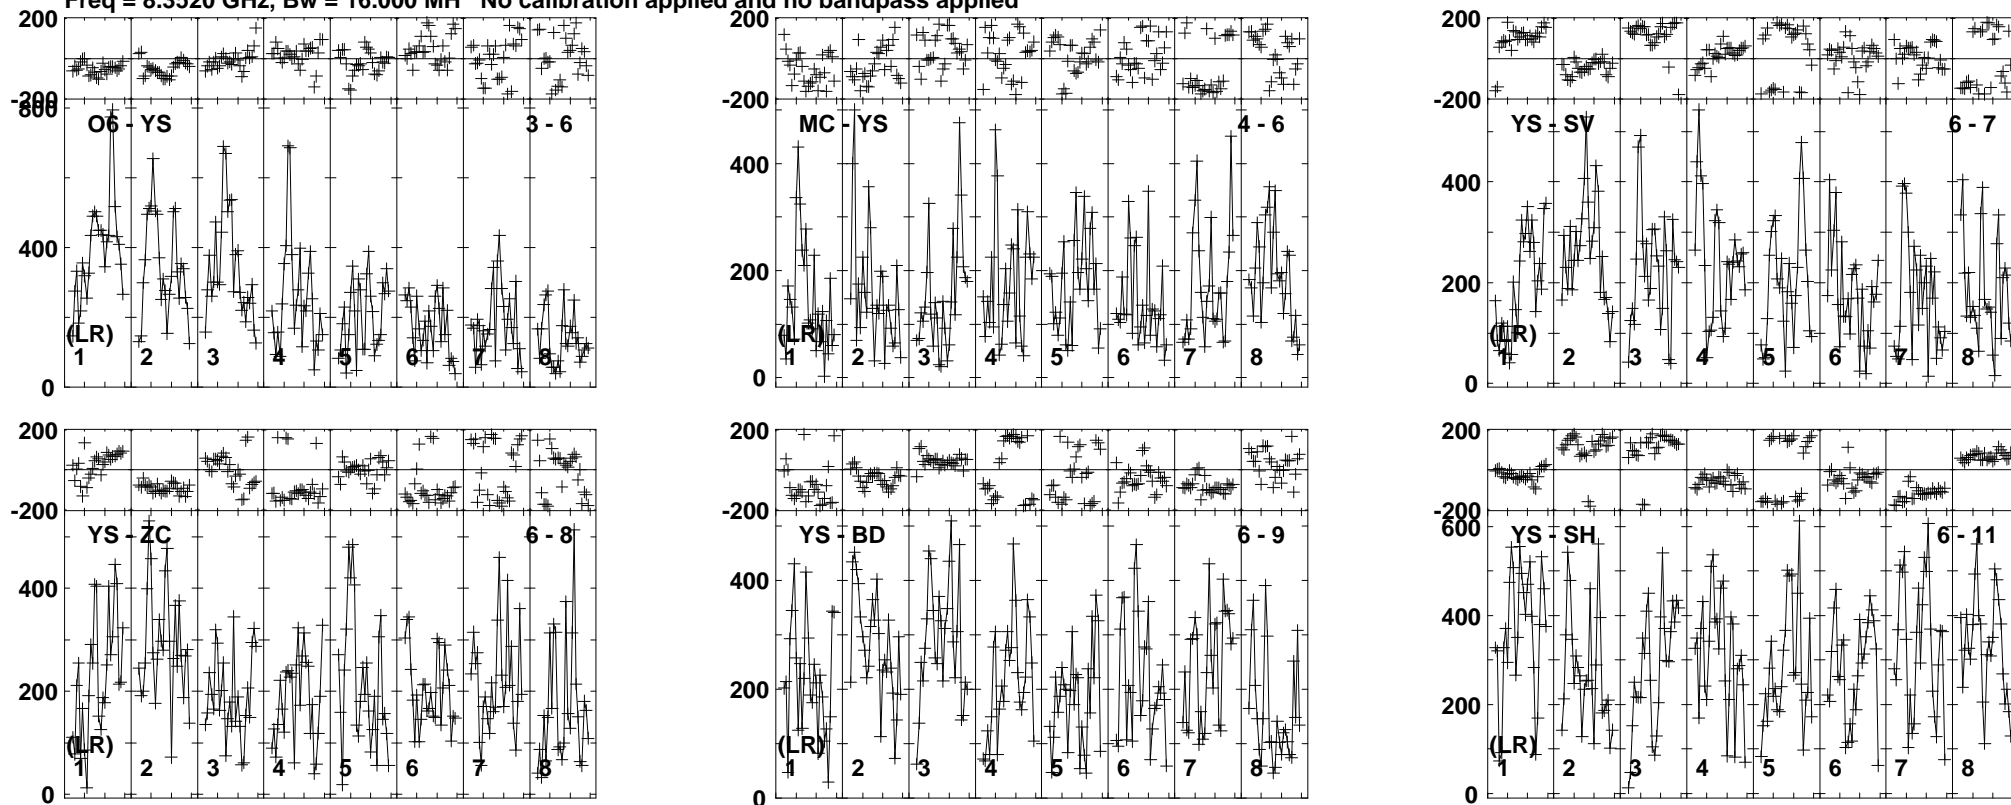 Freq = 8.3520 GHz, Bw = 16.000 MH No calibration applied and no bandpass applied
200
-200
800
O6 - YS
3 - 6
400
(LR)
1 2 3 4 5 6 7 8
0
200
-200
MC - YS
4 - 6
400
200
(LR)
1 2 3 4 5 6 7 8
0
200
-200
YS - SV
6 - 7
400
200
(LR)
1 2 3 4 5 6 7 8
0
200
-200
YS - ZC
6 - 8
400
200
(LR)
1 2 3 4 5 6 7 8
0
200
-200
YS - BD
6 - 9
400
200
(LR)
1 2 3 4 5 6 7 8
0
200
-200
600
YS - SH
6 - 11
400
200
(LR)
1 2 3 4 5 6 7 8
0